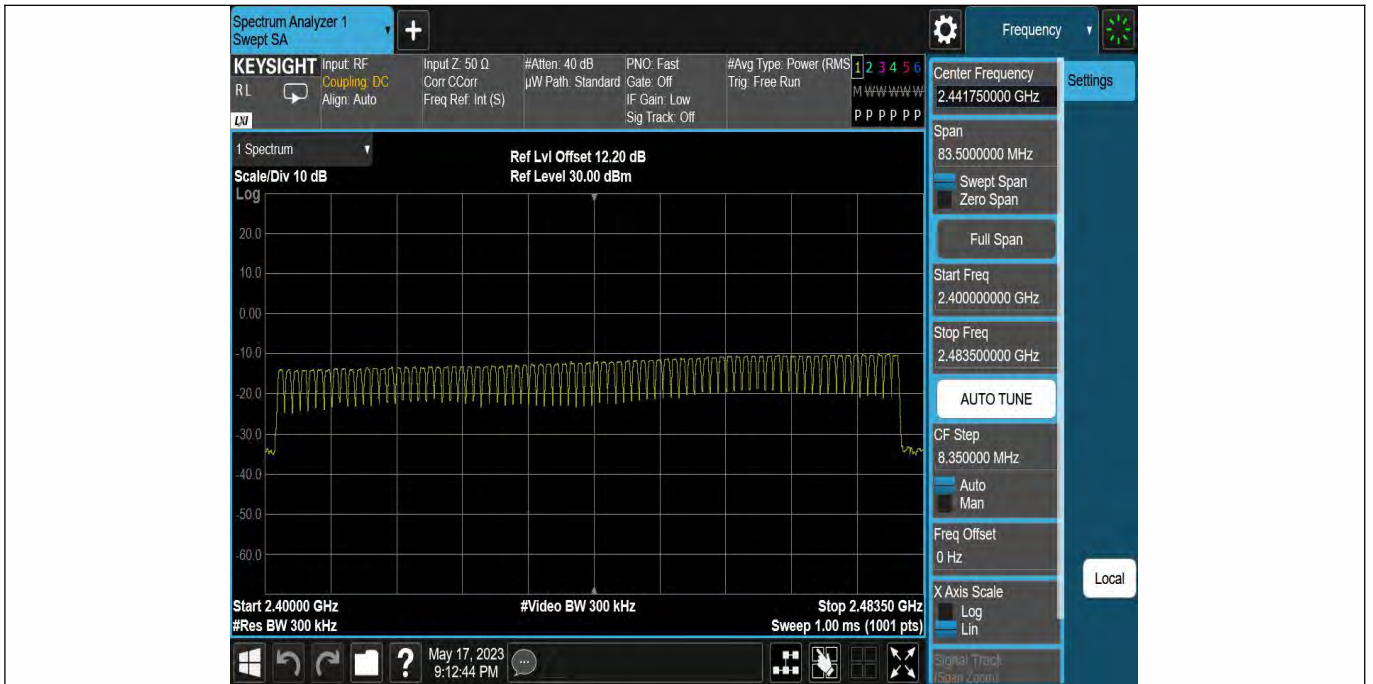 Spectrum Analyzer 1
Swept SA
+
Frequency
KEYSIGHT
RL
LXI
Input: RF
Coupling: DC
Align: Auto
Input Z: 50 Ω
Corr CCorr
Freq Ref: Int (S)
#Atten: 40 dB
µW Path: Standard
PNO: Fast
Gate: Off
IF Gain: Low
Sig Track: Off
#Avg Type: Power (RMS
Trig: Free Run
1 2 3 4 5 6
M W W W W W
P P P P P P
1 Spectrum
Scale/Div 10 dB
Ref Lvl Offset 12.20 dB
Ref Level 30.00 dBm
Log
20.0
10.0
0.00
-10.0
-20.0
-30.0
-40.0
-50.0
-60.0
Start 2.40000 GHz
#Res BW 300 kHz
#Video BW 300 kHz
Stop 2.48350 GHz
Sweep 1.00 ms (1001 pts)
Center Frequency
2.441750000 GHz
Settings
Span
83.5000000 MHz
Swept Span
Zero Span
Full Span
Start Freq
2.400000000 GHz
Stop Freq
2.483500000 GHz
AUTO TUNE
CF Step
8.350000 MHz
Auto
Man
Freq Offset
0 Hz
X Axis Scale
Log
Lin
Signal Track
(Span Zoom)
Local
?
May 17, 2023
9:12:44 PM